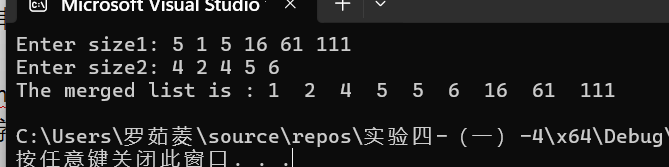 Microsoft Visual Studio
Enter size1: 5 1 5 16 61 111
Enter size2: 4 2 4 5 6
The merged list is : 1  2  4  5  5  6  16  61  111
C:\Users\罗茹菱\source\repos\实验四-（一）-4\x64\Debug\
按任意键关闭此窗口. . .